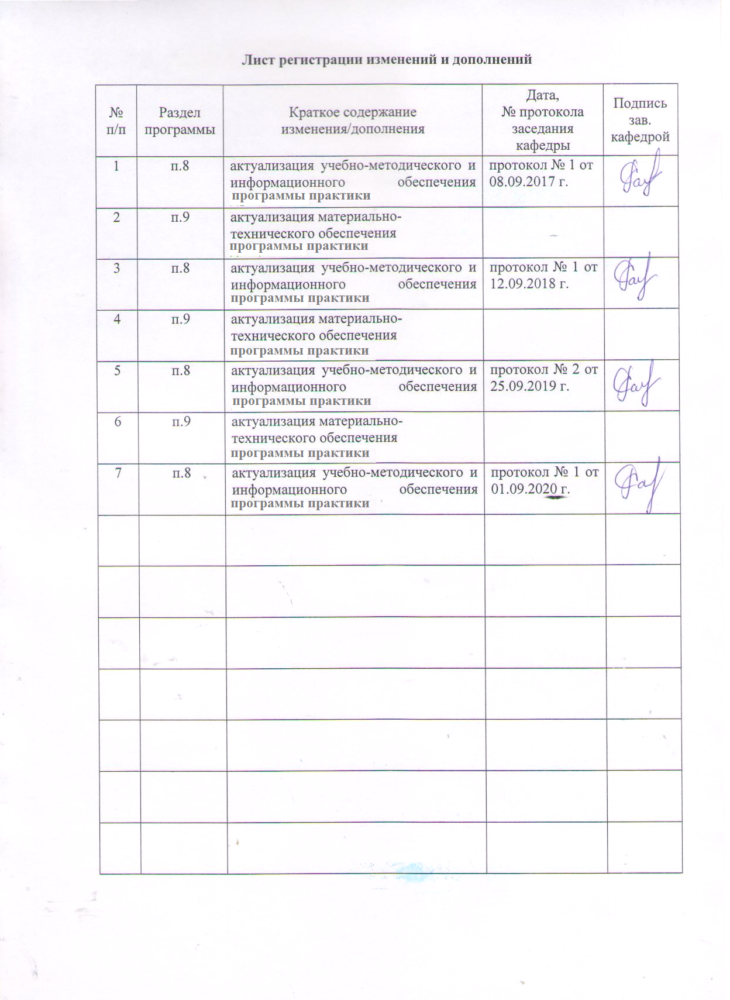 Лист регистрации изменений и дополнений
№
п/п
Раздел
программы
Краткое содержание
изменения/дополнения
Дата,
№ протокола
заседания
кафедры
Подпись
зав.
кафедрой
1
п.8
актуализация учебно-методического и
информационного обеспечения
программы практики
протокол № 1 от
08.09.2017 г.
2
п.9
актуализация материально-
технического обеспечения
программы практики
3
п.8
актуализация учебно-методического и
информационного обеспечения
программы практики
протокол № 1 от
12.09.2018 г.
4
п.9
актуализация материально-
технического обеспечения
программы практики
5
п.8
актуализация учебно-методического и
информационного обеспечения
программы практики
протокол № 2 от
25.09.2019 г.
6
п.9
актуализация материально-
технического обеспечения
программы практики
7
п.8
актуализация учебно-методического и
информационного обеспечения
программы практики
протокол № 1 от
01.09.2020 г.